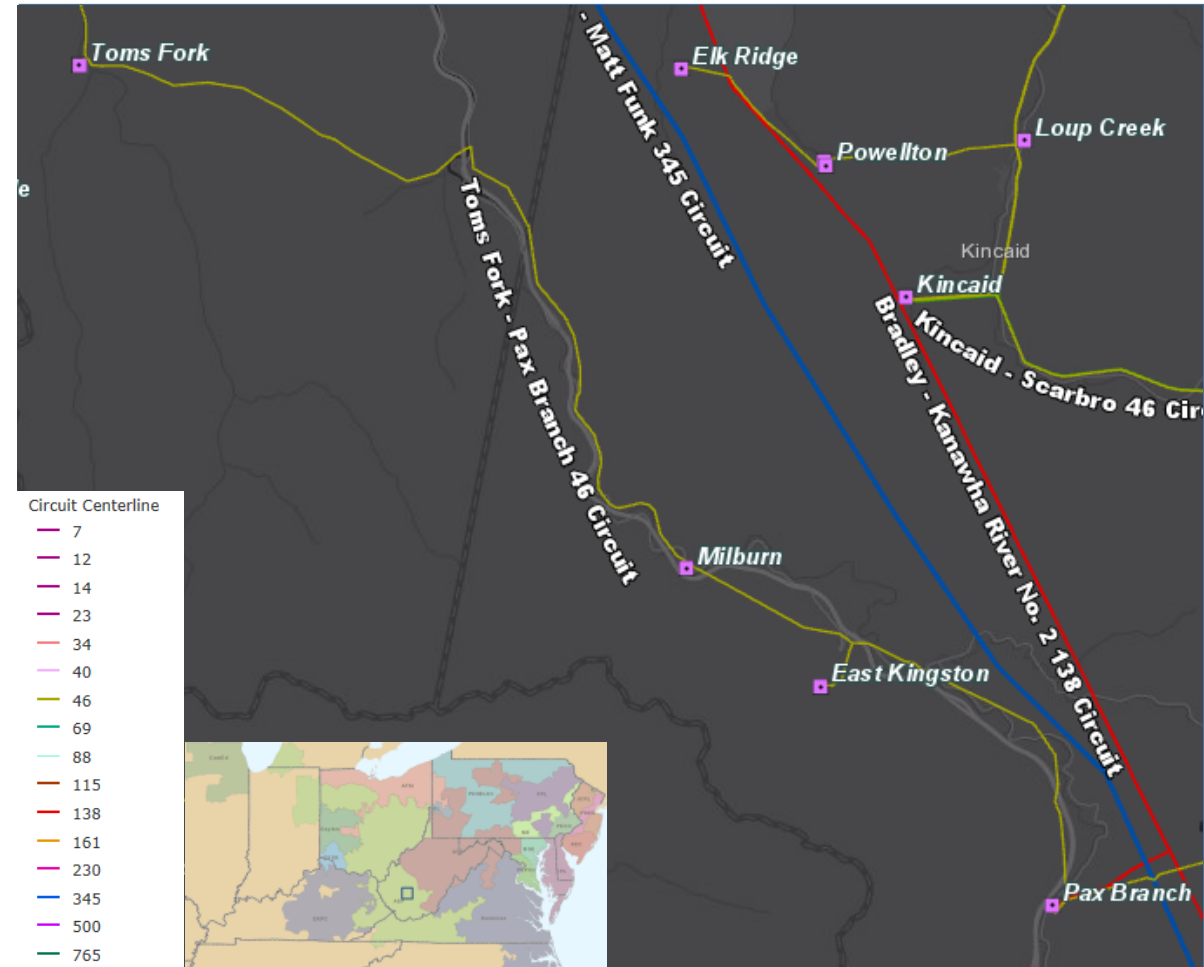 Toms Fork
- Matt Funk 345 Circuit
Elk Ridge
Loup Creek
Powellton
Kincaid
Kincaid
Toms Fork - Pax Branch 46 Circuit
Bradley - Kanawha River No. 2 138 Circuit
Kincaid - Scarbro 46 Cir
Milburn
East Kingston
Pax Branch
Circuit Centerline
7
12
14
23
34
40
46
69
88
115
138
161
230
345
500
765